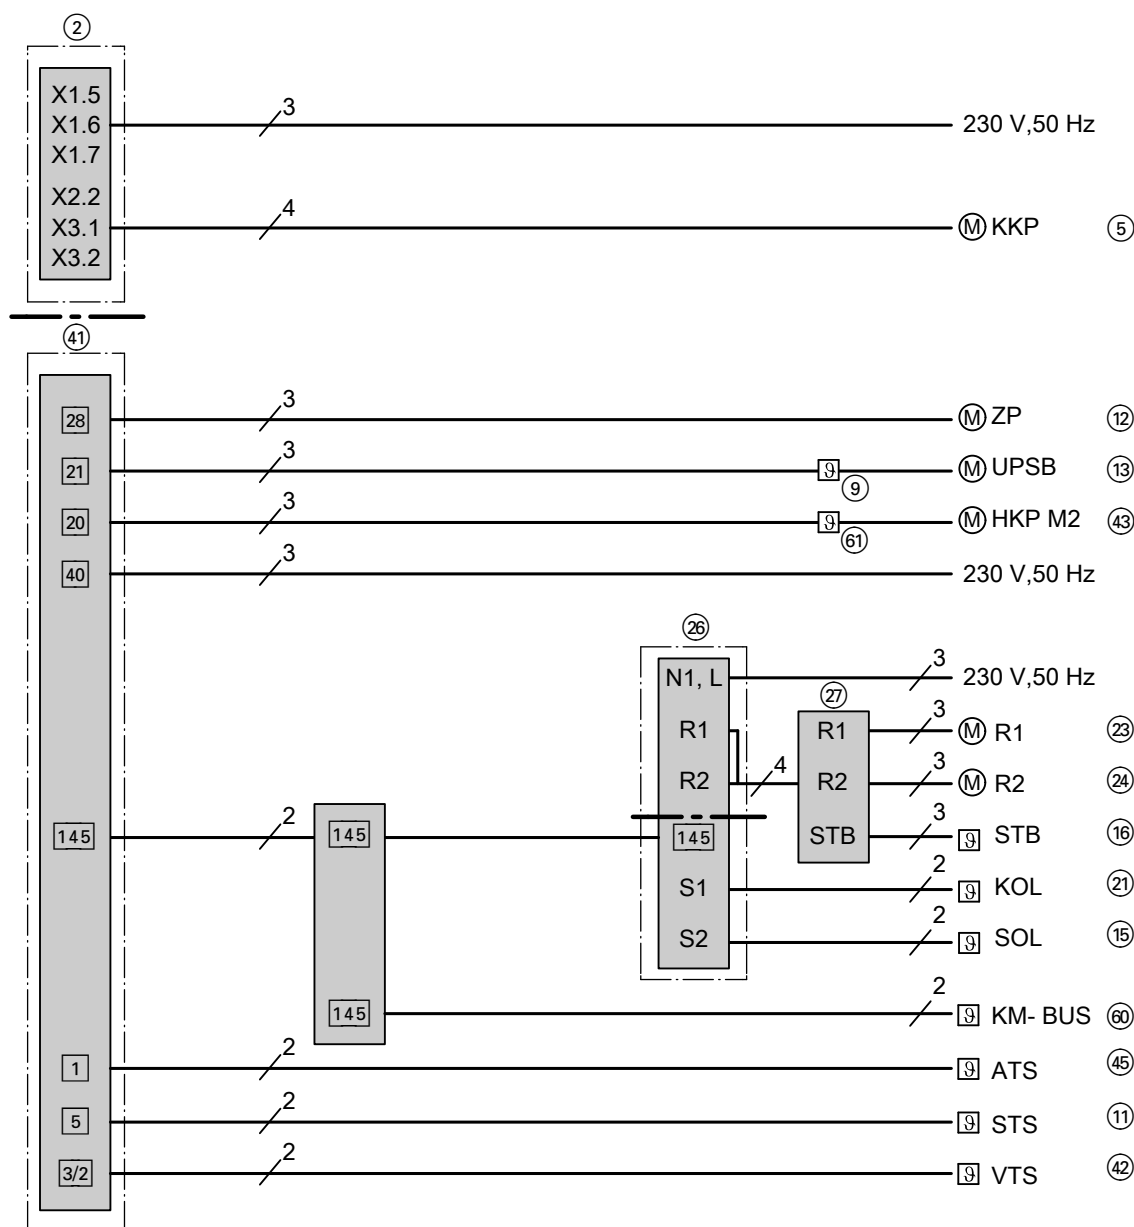 2
X1.5
X1.6 3 230 V,50 Hz
X1.7
X2.2
X3.1 4 M KKP 5
X3.2
41
28 3 M ZP 12
21 3 ϑ 9 M UPSB 13
20 3 ϑ 61 M HKP M2 43
40 3 230 V,50 Hz
26
N1, L 3 230 V,50 Hz
27
R1 R1 3 M R1 23
R2 4 R2 3 M R2 24
145 2 145 145 STB 3 ϑ STB 16
S1 2 ϑ KOL 21
S2 2 ϑ SOL 15
145 2 ϑ KM- BUS 60
1 2 ϑ ATS 45
5 2 ϑ STS 11
3/2 2 ϑ VTS 42